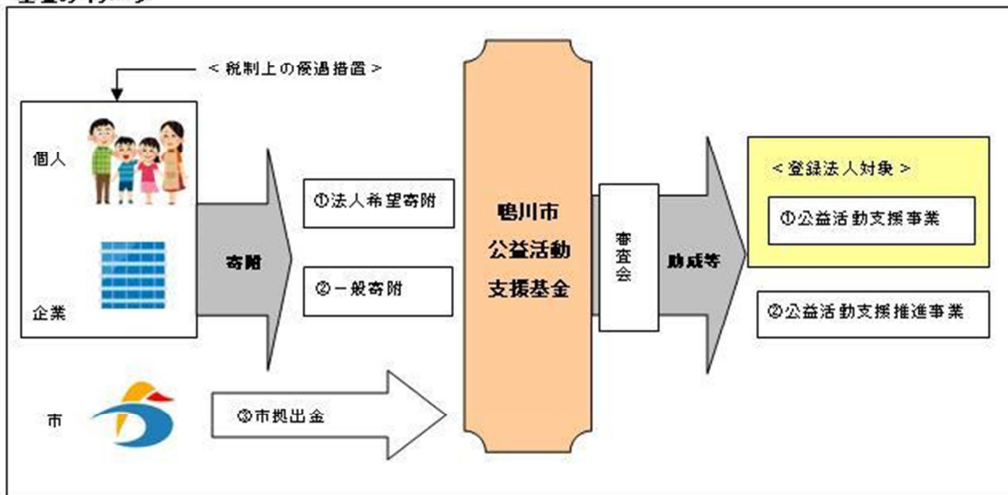 ＜税制上の優遇措置＞
個人
企業
寄附
①法人希望寄附
②一般寄附
市
③市拠出金
鴨川市
公益活動
支援基金
審査会
助成等
＜登録法人対象＞
①公益活動支援事業
②公益活動支援推進事業